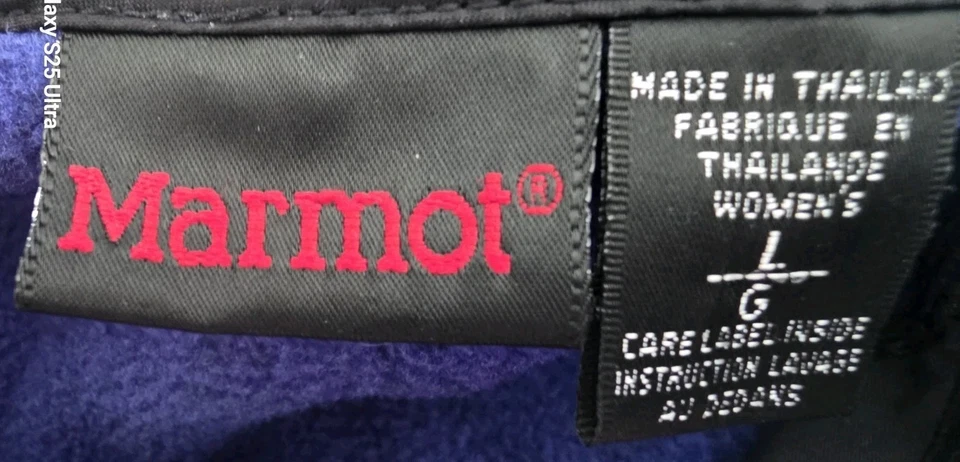 laxy S25 Ultra
Marmot®
MADE IN THAILAND
FABRIQUE EN
THAILANDE
WOMEN'S
L
G
CARE LABEL INSIDE
INSTRUCTION LAVAGE
AU DEDANS